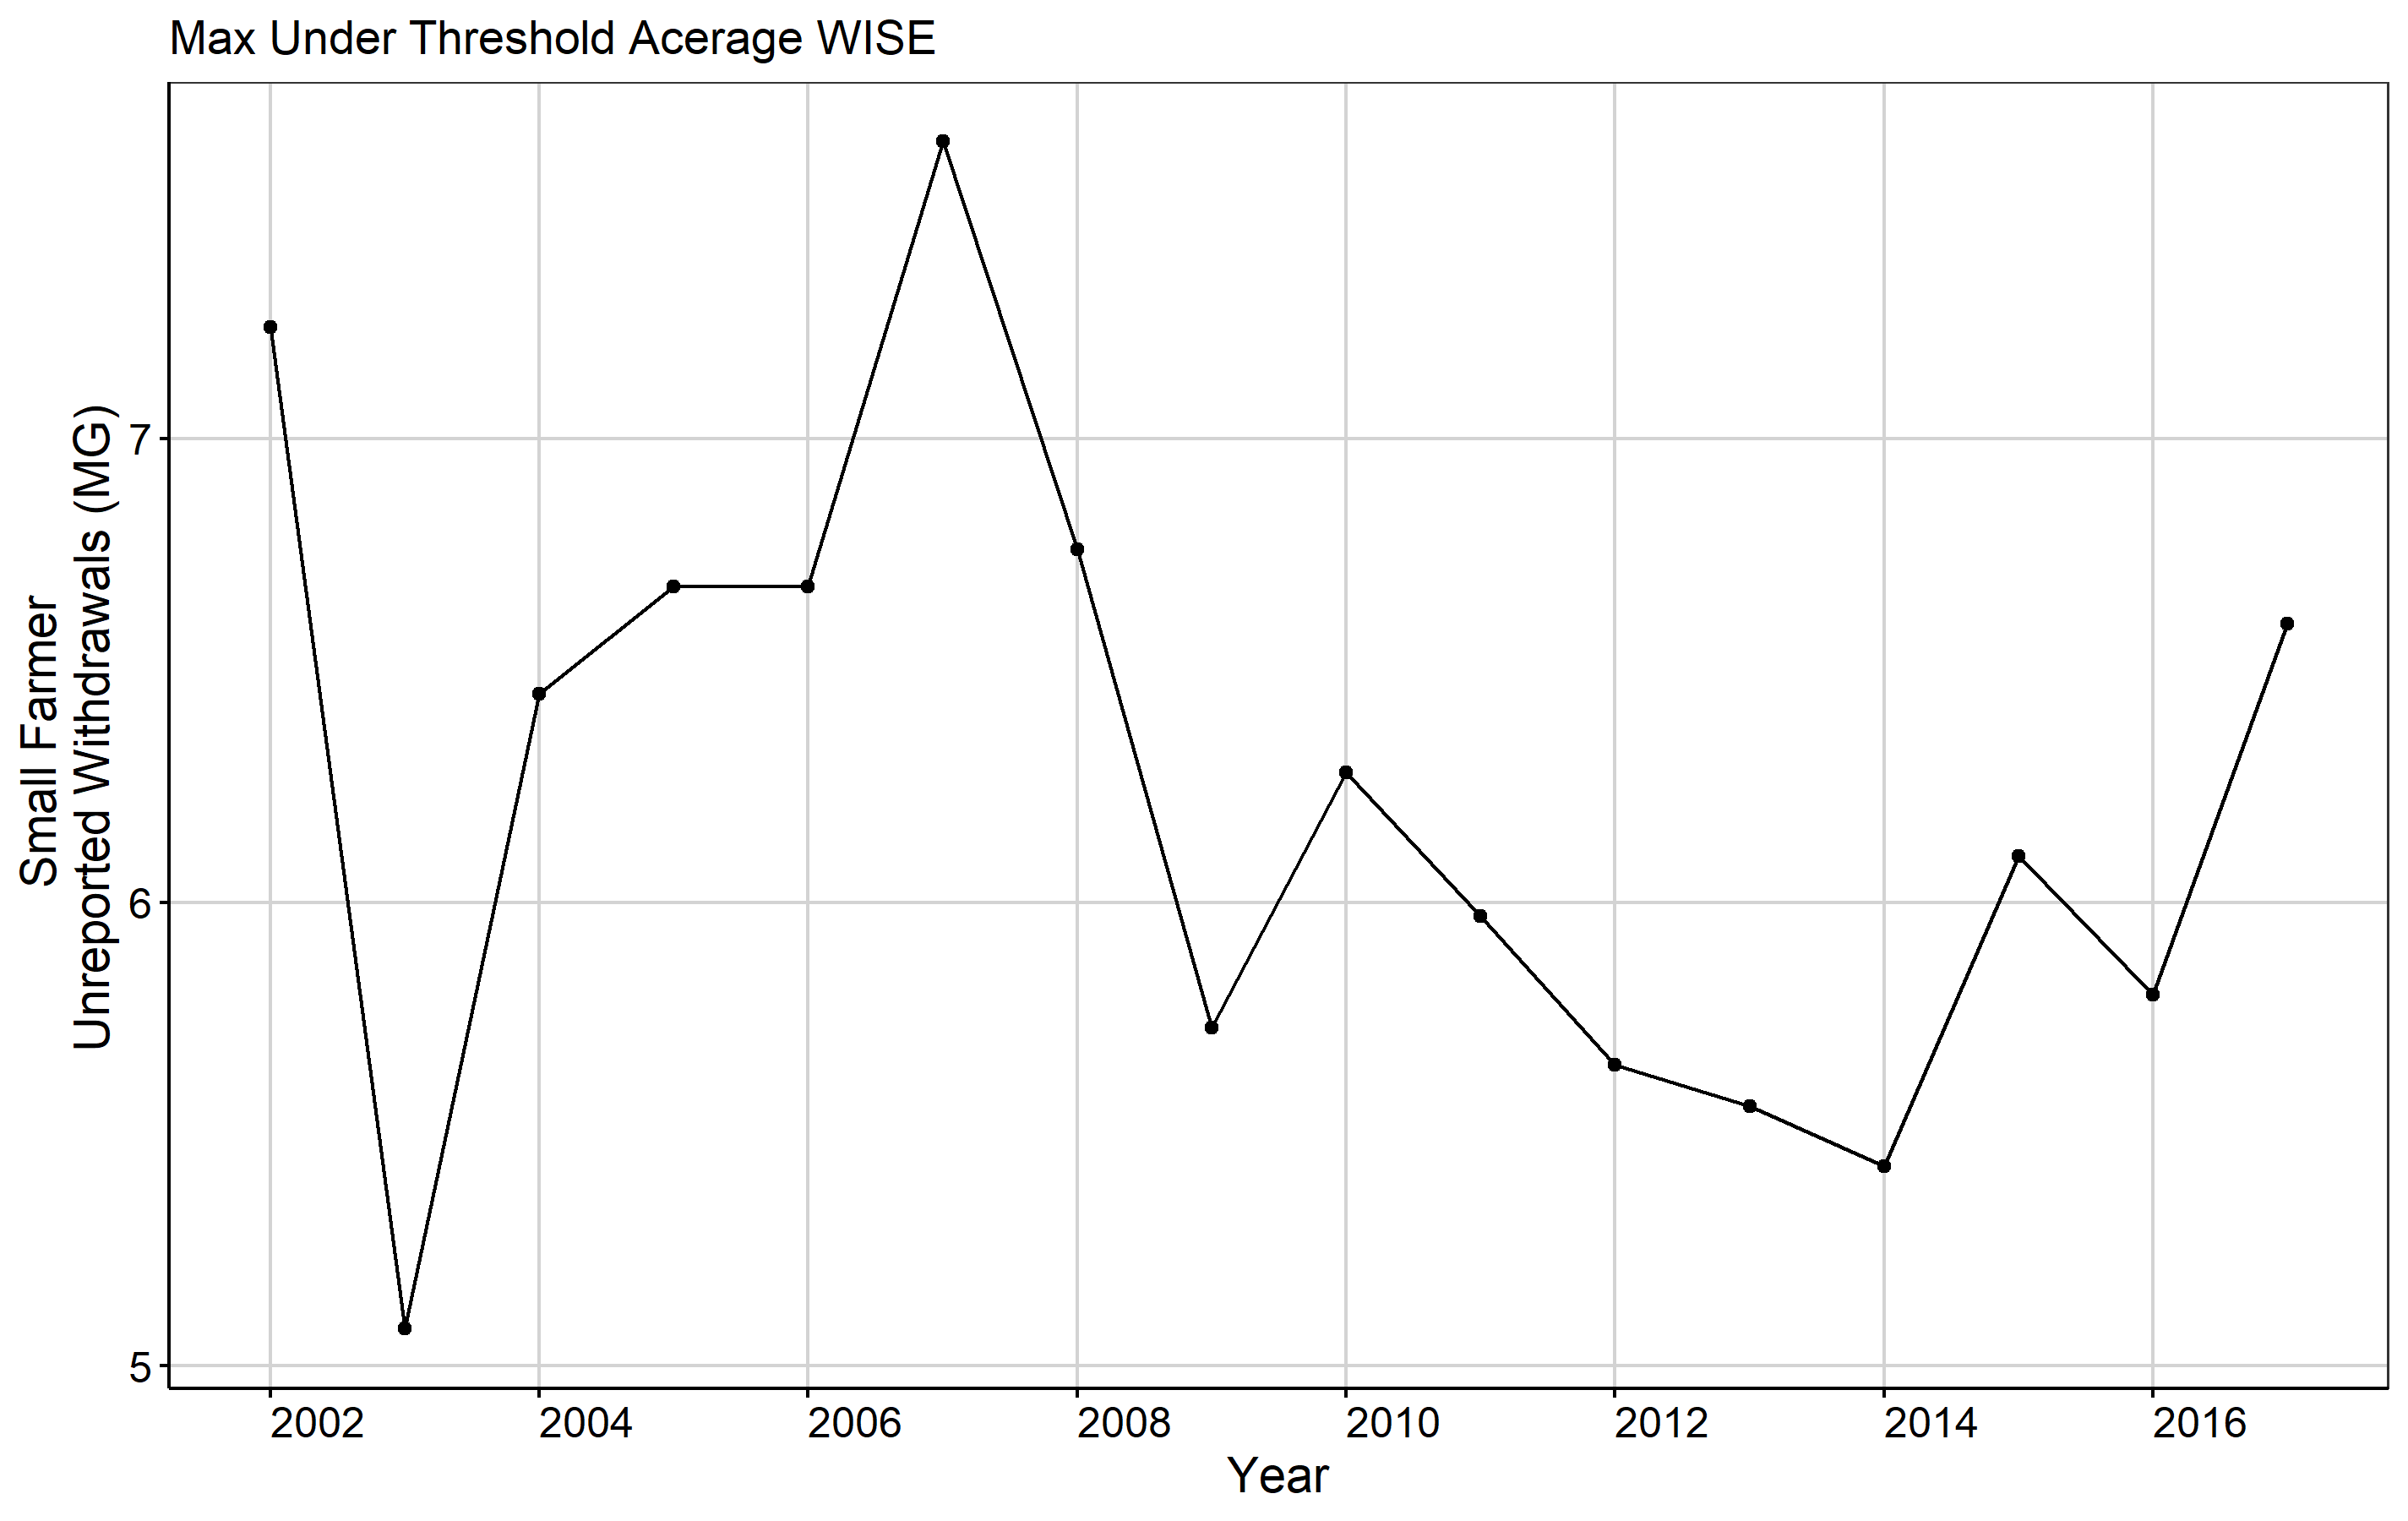 Max Under Threshold Acerage WISE
Small Farmer
Unreported Withdrawals (MG)
7
6
5
2002 2004 2006 2008 2010 2012 2014 2016
Year